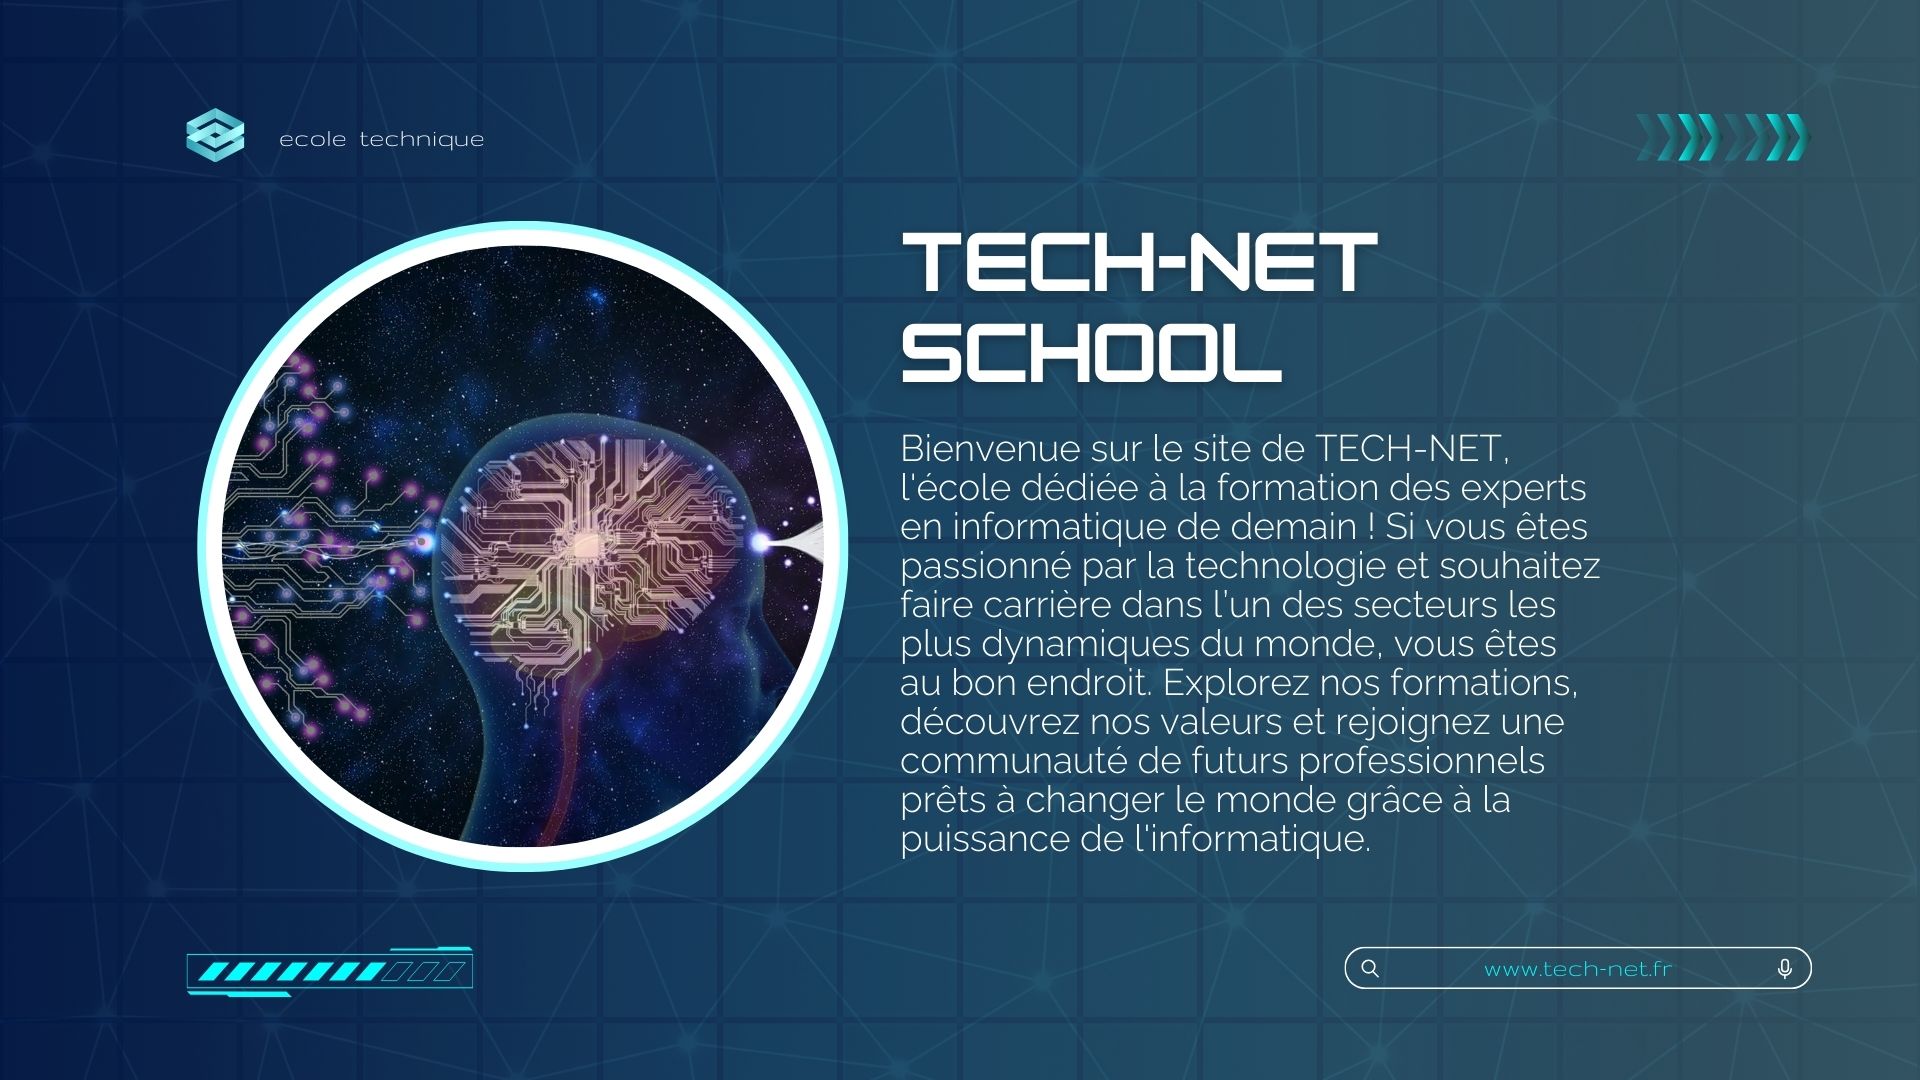 ecole technique
TECH-NET
SCHOOL
Bienvenue sur le site de TECH-NET,
l'école dédiée à la formation des experts
en informatique de demain ! Si vous êtes
passionné par la technologie et souhaitez
faire carrière dans l'un des secteurs les
plus dynamiques du monde, vous êtes
au bon endroit. Explorez nos formations,
découvrez nos valeurs et rejoignez une
communauté de futurs professionnels
prêts à changer le monde grâce à la
puissance de l'informatique.
www.tech-net.fr